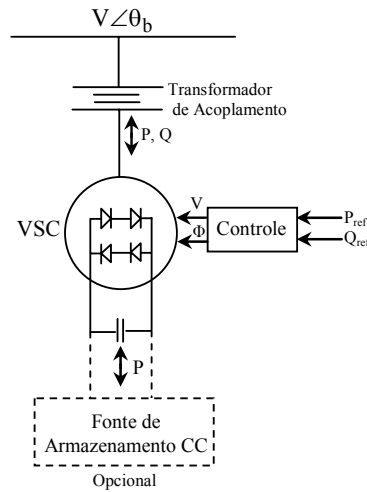 V∠θb
Transformador
de Acoplamento
P, Q
VSC
V
Φ
Controle
Pref
Qref
P
Fonte de
Armazenamento CC
Opcional